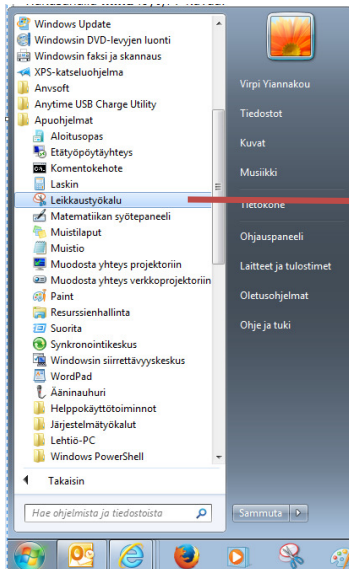 Windows Update
Windowsin DVD-levyjen luonti
Windowsin faksi ja skannaus
XPS-katseluohjelma
Anvsoft
Anytime USB Charge Utility
Apuohjelmat
Aloitusopas
Etätyöpöytäyhteys
Komentokehote
Laskin
Leikkaustyökalu
Matematiikan syötepaneeli
Muistilaput
Muistio
Muodosta yhteys projektoriin
Muodosta yhteys verkkoprojektoriin
Paint
Resurssienhallinta
Suorita
Synkronointikeskus
Windowsin siirrettävyyskeskus
WordPad
Ääninauhuri
Helppokäyttötoiminnot
Järjestelmätyökalut
Lehtiö-PC
Windows PowerShell
Takaisin
Hae ohjelmista ja tiedostoista
Virpi Yiannakou
Tiedostot
Kuvat
Musiikki
Tietokone
Ohjauspaneeli
Laitteet ja tulostimet
Oletusohjelmat
Ohje ja tuki
Sammuta